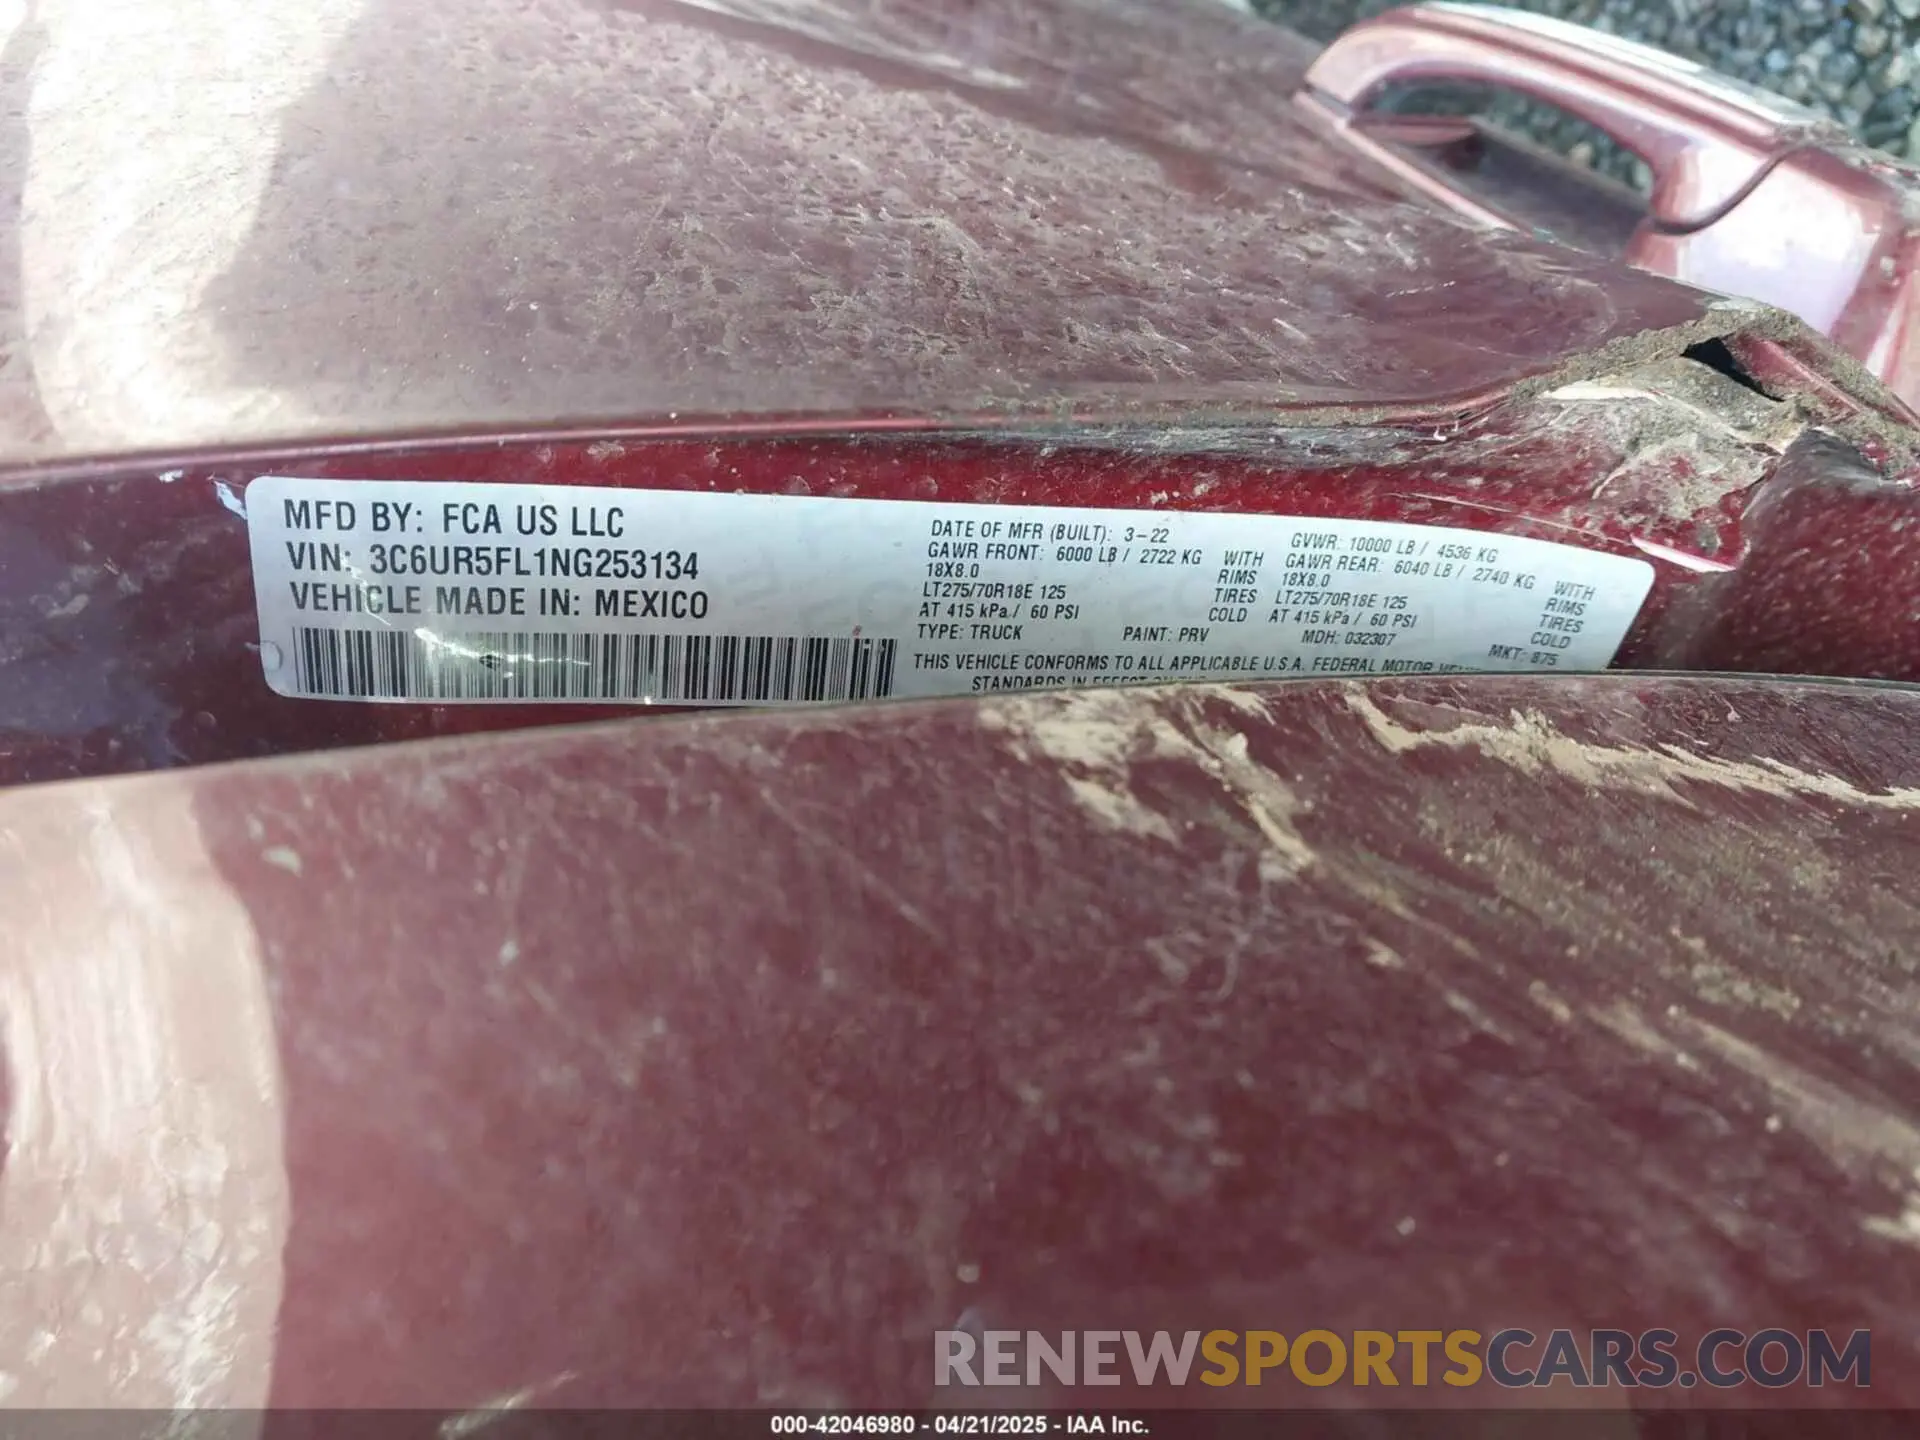 MFD BY: FCA US LLC
VIN: 3C6UR5FL1NG253134
VEHICLE MADE IN: MEXICO
DATE OF MFR (BUILT): 3-22 GVWR: 10000 LB / 4536 KG
GAWR FRONT: 6000 LB / 2722 KG WITH GAWR REAR: 6040 LB / 2740 KG WITH
18X8.0 RIMS 18X8.0 RIMS
LT275/70R18E 125 TIRES LT275/70R18E 125 TIRES
AT 415 kPa / 60 PSI COLD AT 415 kPa / 60 PSI COLD
TYPE: TRUCK PAINT: PRV MDH: 032307 MKT: 875
THIS VEHICLE CONFORMS TO ALL APPLICABLE U.S.A. FEDERAL MOTOR
STANDARDS IN EFFECT
RENEWSPORTSCARS.COM
000-42046980 - 04/21/2025 - IAA Inc.